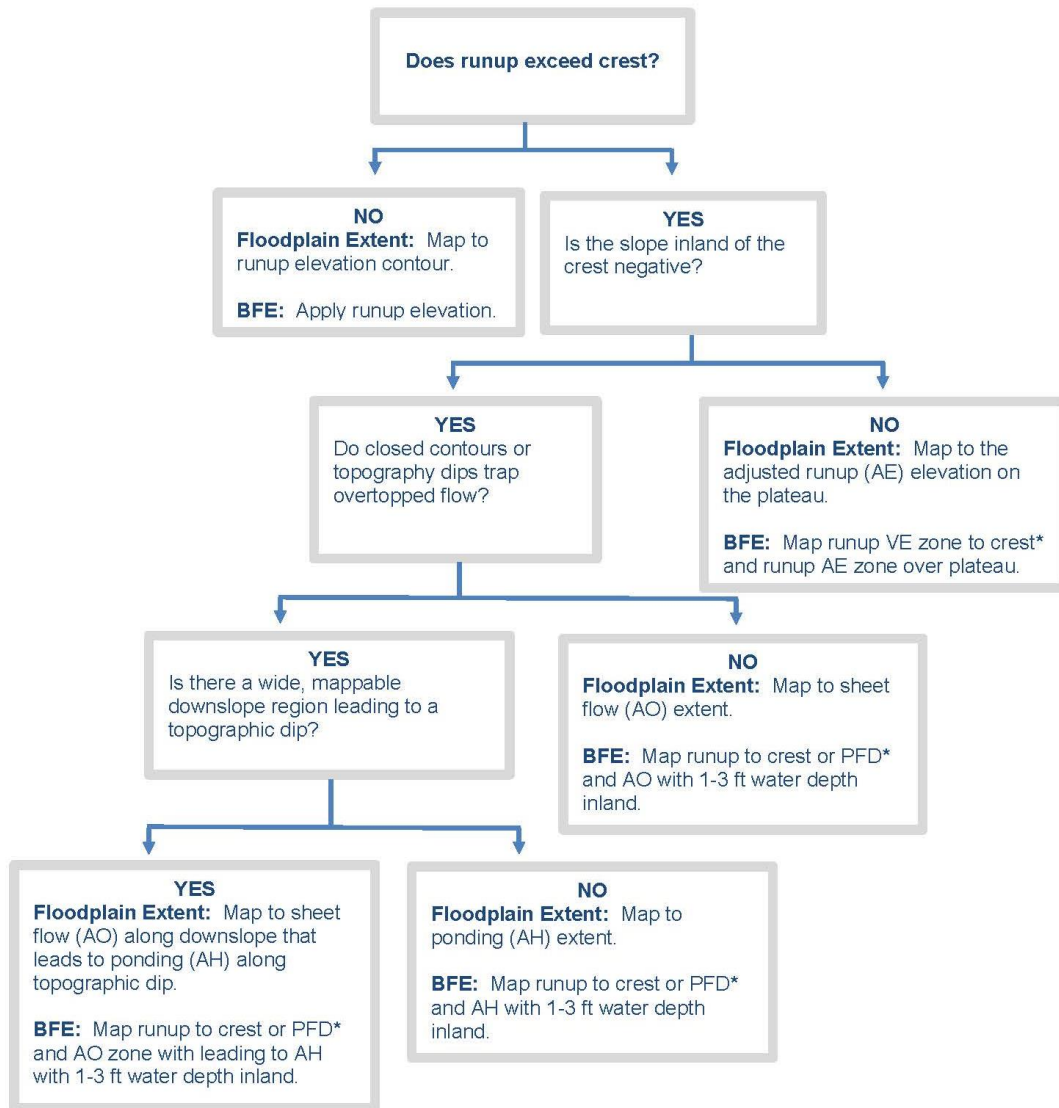 Does runup exceed crest?
NO
Floodplain Extent: Map to
runup elevation contour.
BFE: Apply runup elevation.
YES
Is the slope inland of the
crest negative?
YES
Do closed contours or
topography dips trap
overtopped flow?
NO
Floodplain Extent: Map to the
adjusted runup (AE) elevation on
the plateau.
BFE: Map runup VE zone to crest*
and runup AE zone over plateau.
YES
Is there a wide, mappable
downslope region leading to a
topographic dip?
NO
Floodplain Extent: Map to sheet
flow (AO) extent.
BFE: Map runup to crest or PFD*
and AO with 1-3 ft water depth
inland.
YES
Floodplain Extent: Map to sheet
flow (AO) along downslope that
leads to ponding (AH) along
topographic dip.
BFE: Map runup to crest or PFD*
and AO zone with leading to AH
with 1-3 ft water depth inland.
NO
Floodplain Extent: Map to
ponding (AH) extent.
BFE: Map runup to crest or PFD*
and AH with 1-3 ft water depth
inland.